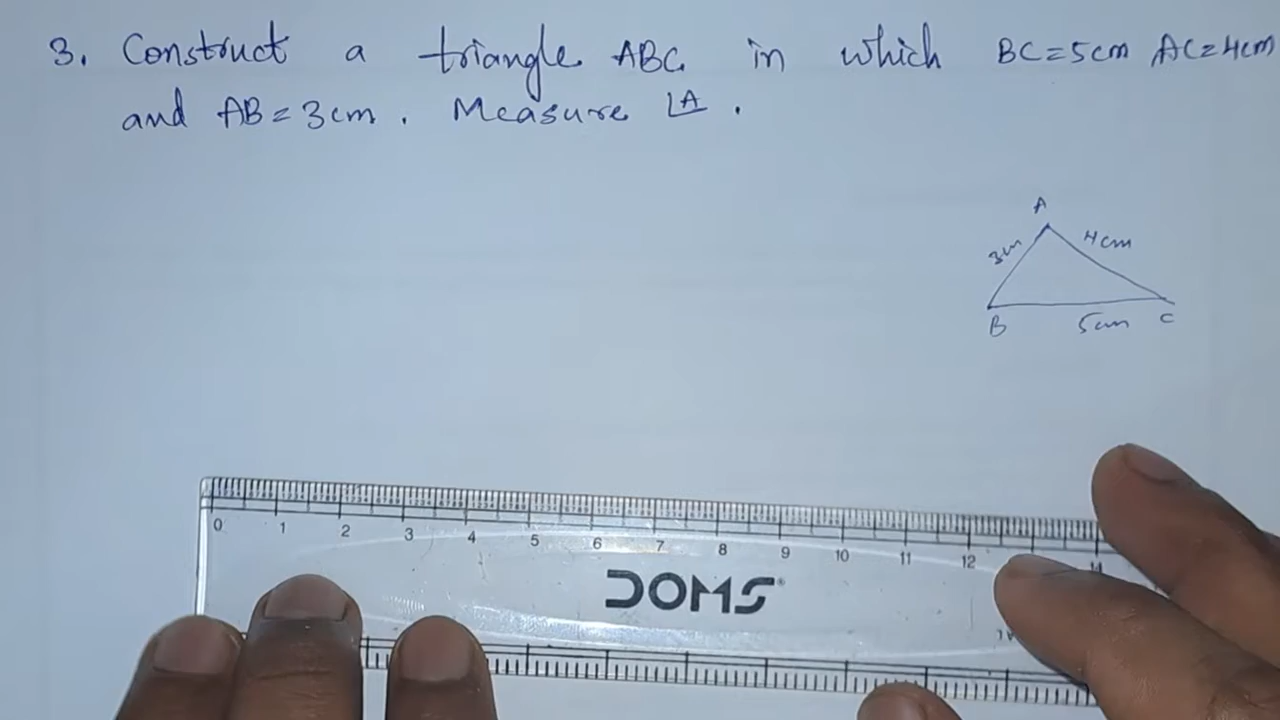 3. Construct a triangle ABC in which BC=5cm AC=4cm
and AB=3cm. Measure ∠A.
A
3cm 4cm
B 5cm C
0 1 2 3 4 5 6 7 8 9 10 11 12 14
DOMS